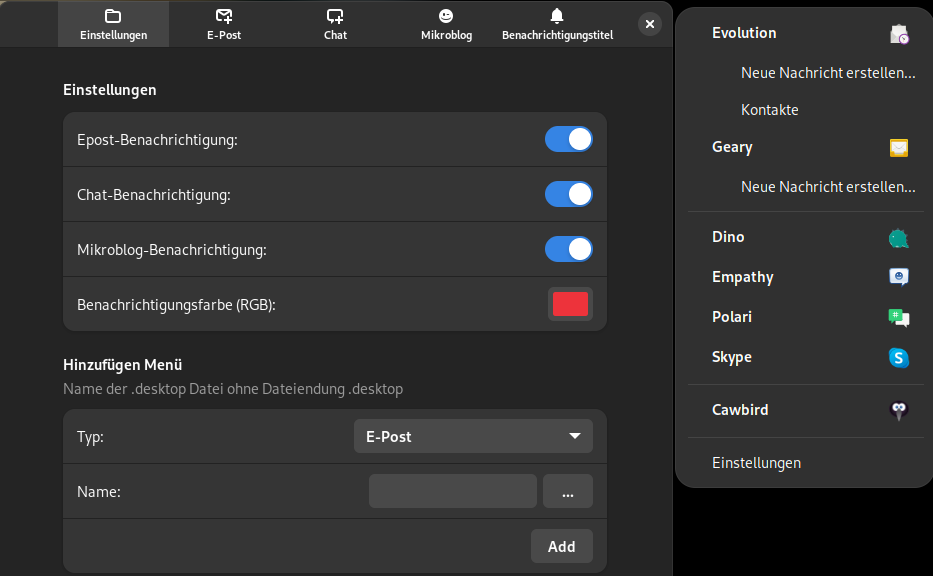 Einstellungen
E-Post
Chat
Mikroblog
Benachrichtigungstitel
Einstellungen
Epost-Benachrichtigung:
Chat-Benachrichtigung:
Mikroblog-Benachrichtigung:
Benachrichtigungsfarbe (RGB):
Hinzufügen Menü
Name der .desktop Datei ohne Dateiendung .desktop
Typ:
E-Post
Name:
...
Add
Evolution
Neue Nachricht erstellen...
Kontakte
Geary
Neue Nachricht erstellen...
Dino
Empathy
Polari
Skype
Cawbird
Einstellungen